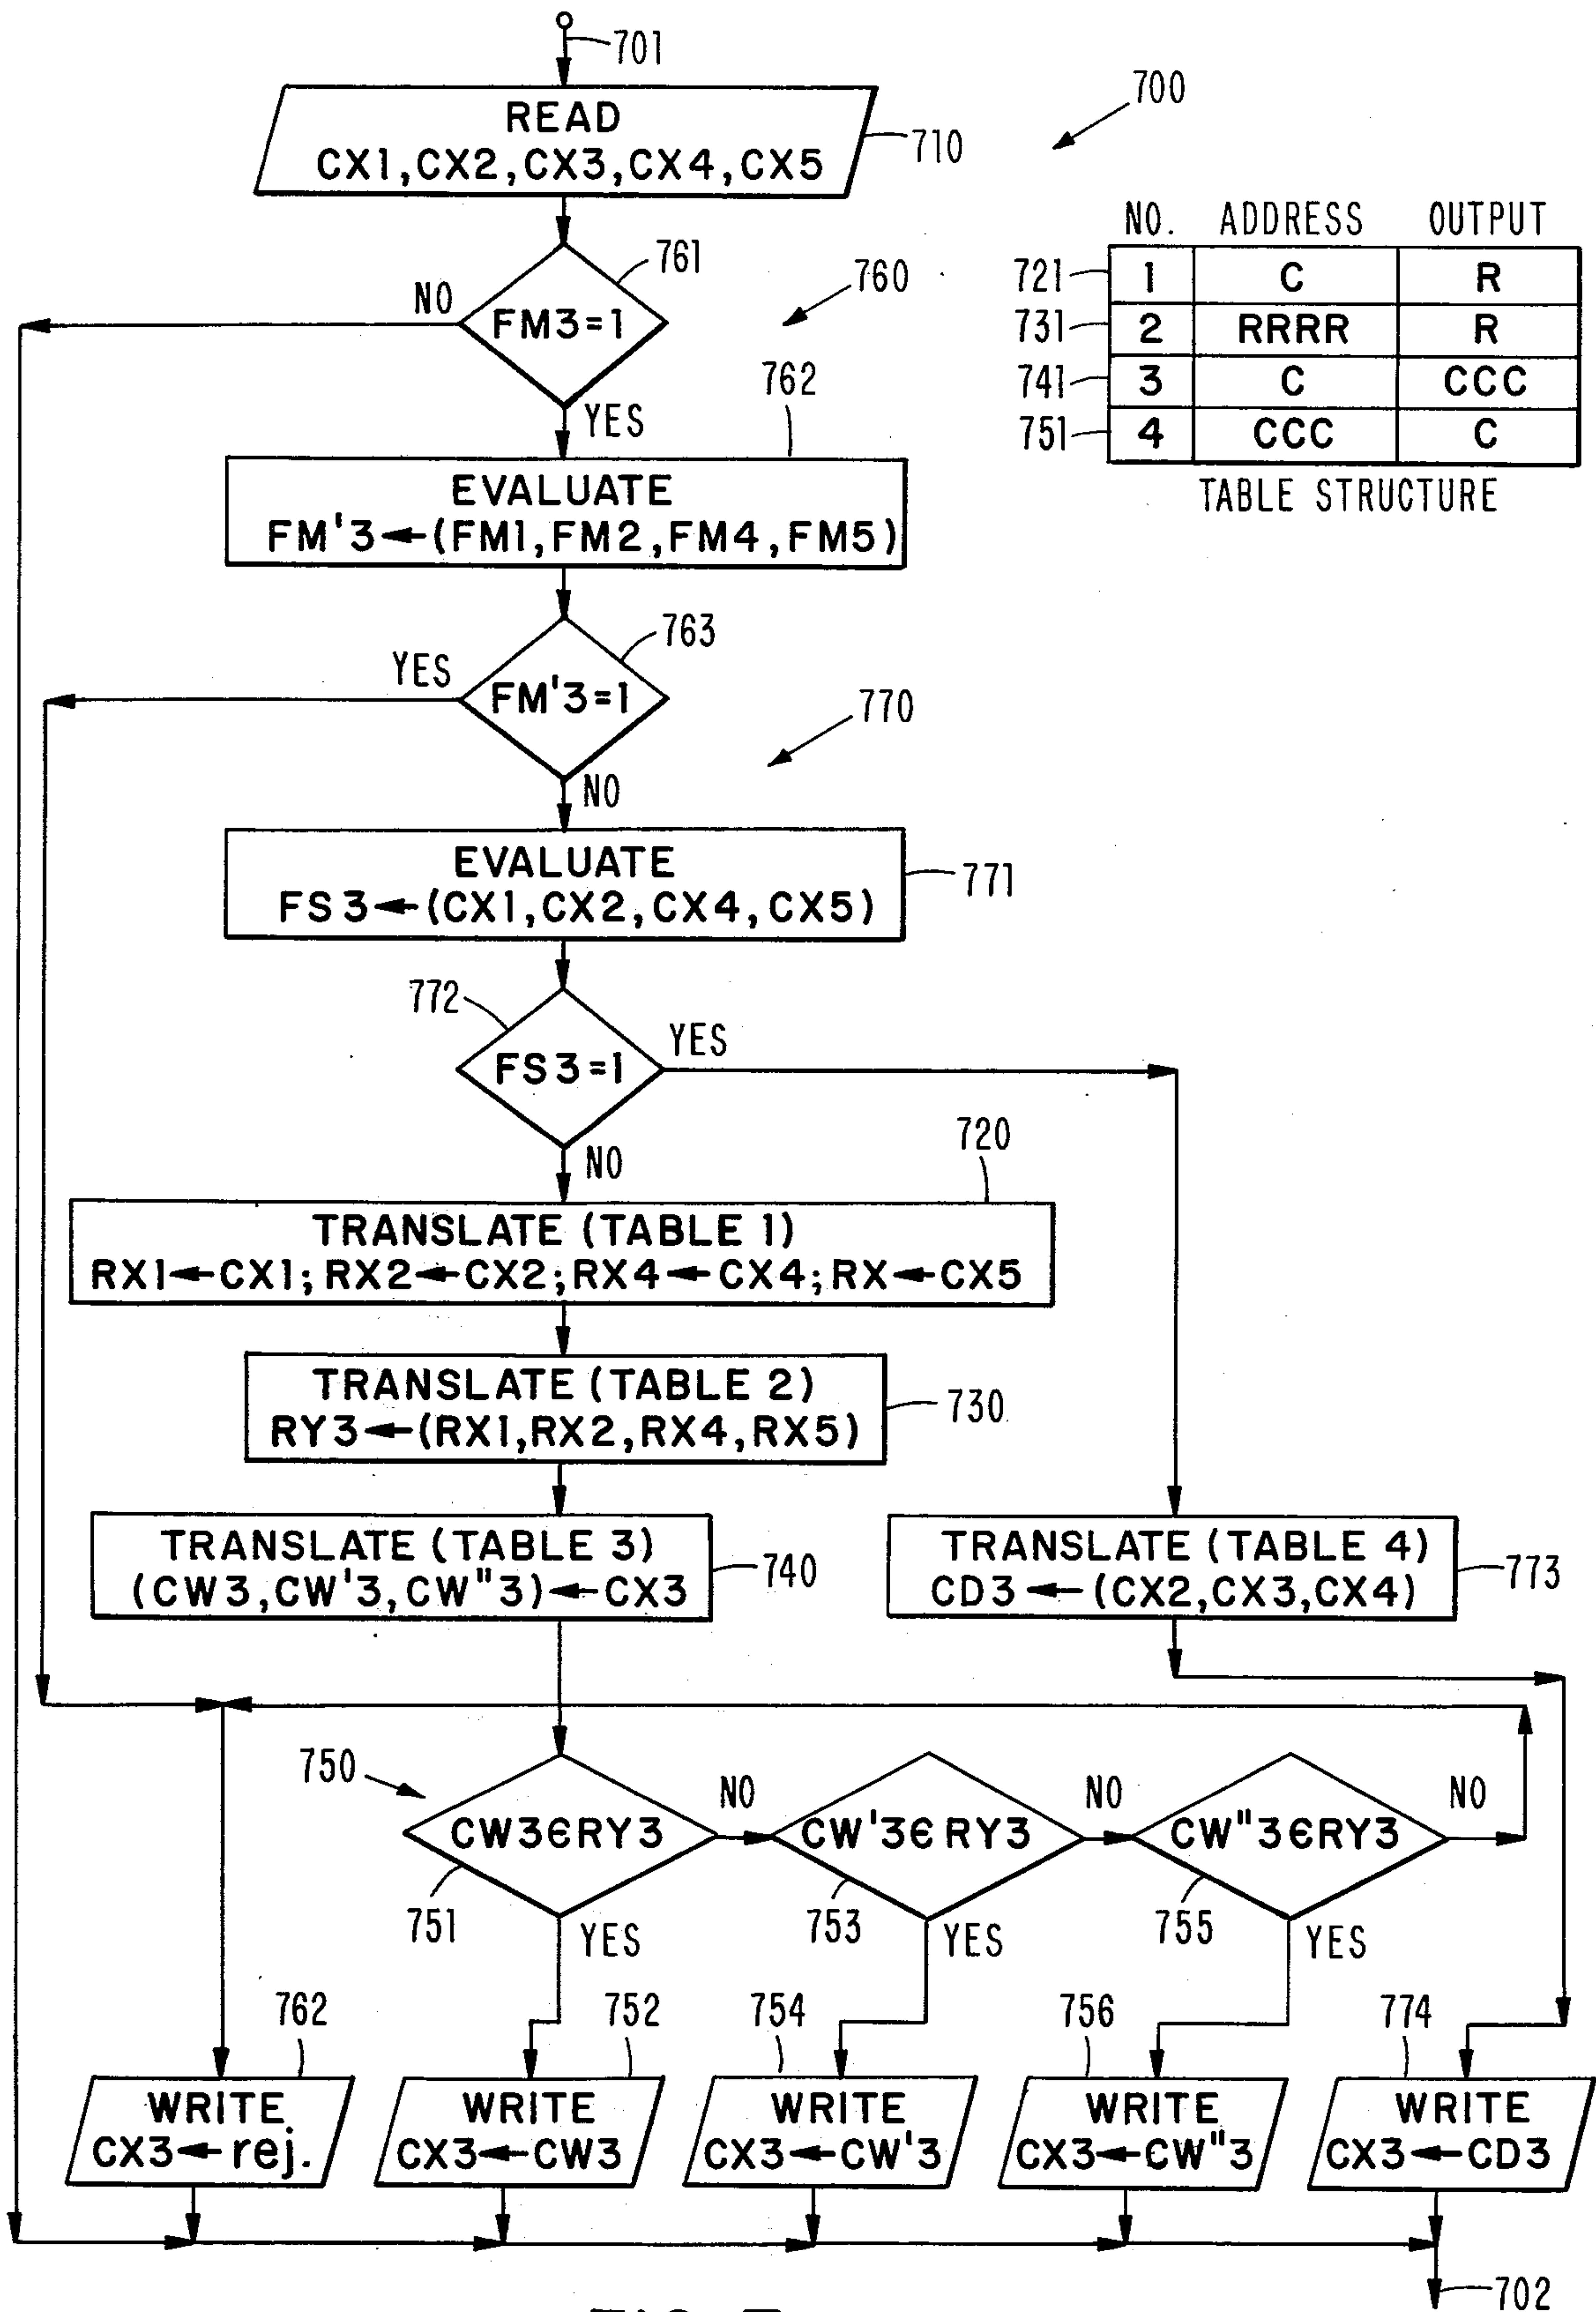 701
700
READ
CX1,CX2,CX3,CX4,CX5
710
NO. ADDRESS OUTPUT
721 1 C R
731 2 RRRR R
741 3 C CCC
751 4 CCC C
TABLE STRUCTURE
761
760
NO
FM3=1
YES
762
EVALUATE
FM'3←(FM1,FM2,FM4,FM5)
763
YES
FM'3=1
770
NO
EVALUATE
FS3←(CX1,CX2,CX4,CX5)
771
772
FS3=1
YES
NO
720
TRANSLATE (TABLE 1)
RX1←CX1;RX2←CX2;RX4←CX4;RX←CX5
TRANSLATE (TABLE 2)
RY3←(RX1,RX2,RX4,RX5)
730
TRANSLATE (TABLE 3)
(CW3,CW'3,CW"3)←CX3
740
TRANSLATE (TABLE 4)
CD3←(CX2,CX3,CX4)
773
750
NO NO NO
CW3∈RY3 CW'3∈RY3 CW"3∈RY3
751 753 755
YES YES YES
762 752 754 756 774
WRITE WRITE WRITE WRITE WRITE
CX3←rej. CX3←CW3 CX3←CW'3 CX3←CW"3 CX3←CD3
702